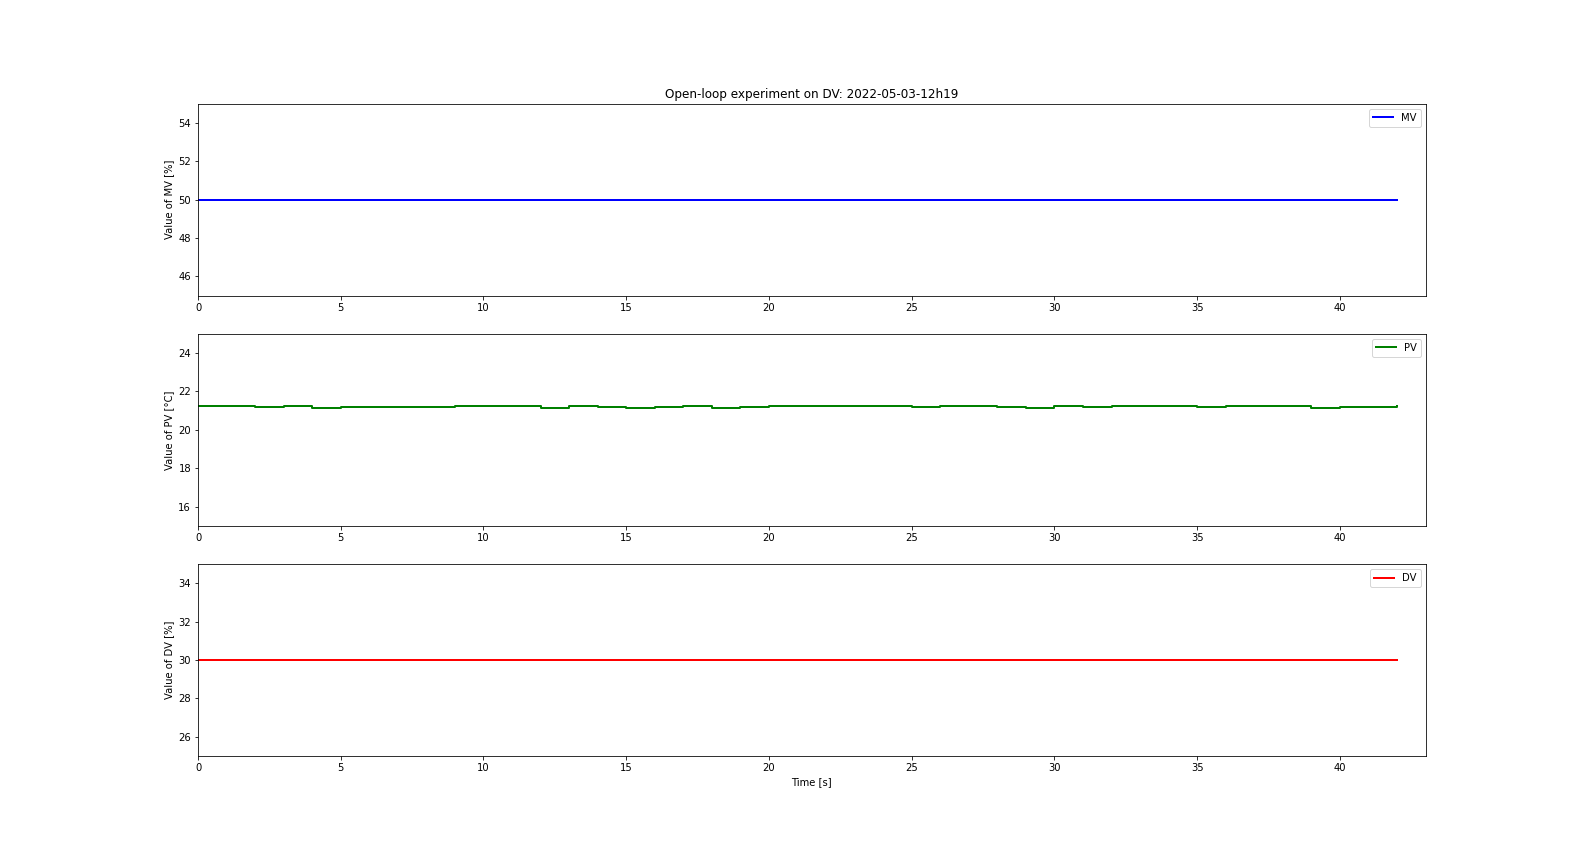 Open-loop experiment on DV: 2022-05-03-12h19
MV
54
52
50
48
46
Value of MV [%]
0 5 10 15 20 25 30 35 40
PV
24
22
20
18
16
Value of PV [°C]
0 5 10 15 20 25 30 35 40
DV
34
32
30
28
26
Value of DV [%]
0 5 10 15 20 25 30 35 40
Time [s]